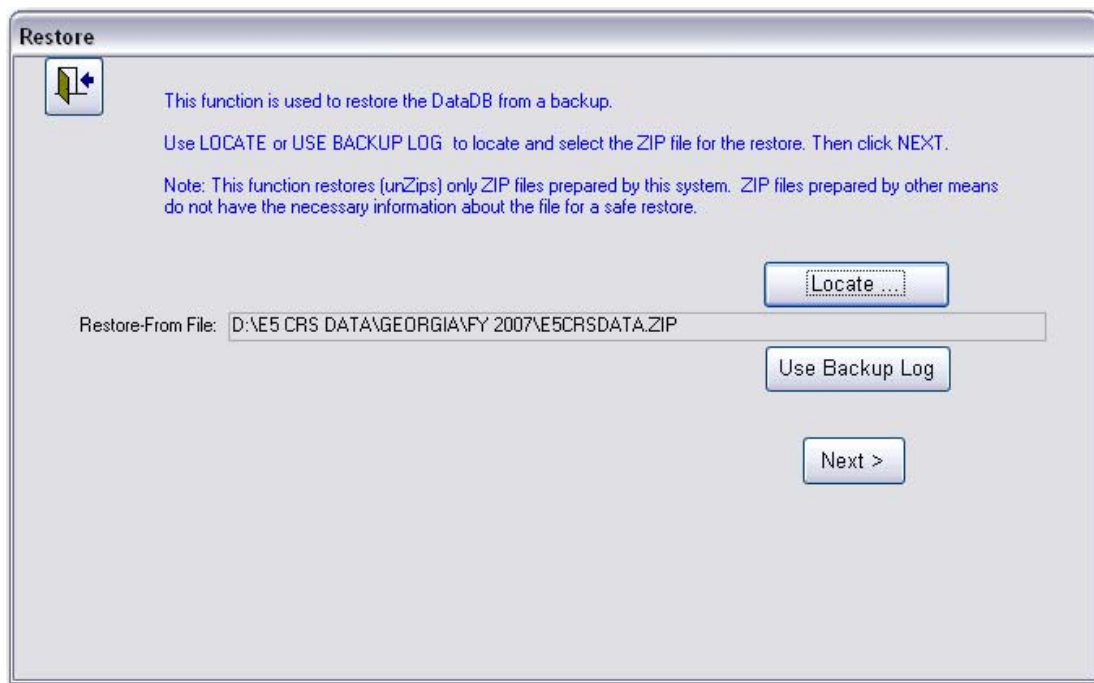 Restore
This function is used to restore the DataDB from a backup.
Use LOCATE or USE BACKUP LOG to locate and select the ZIP file for the restore. Then click NEXT.
Note: This function restores (unZips) only ZIP files prepared by this system. ZIP files prepared by other means
do not have the necessary information about the file for a safe restore.
Locate ...
Restore-From File: D:\E5 CRS DATA\GEORGIA\FY 2007\E5CRSDATA.ZIP
Use Backup Log
Next >